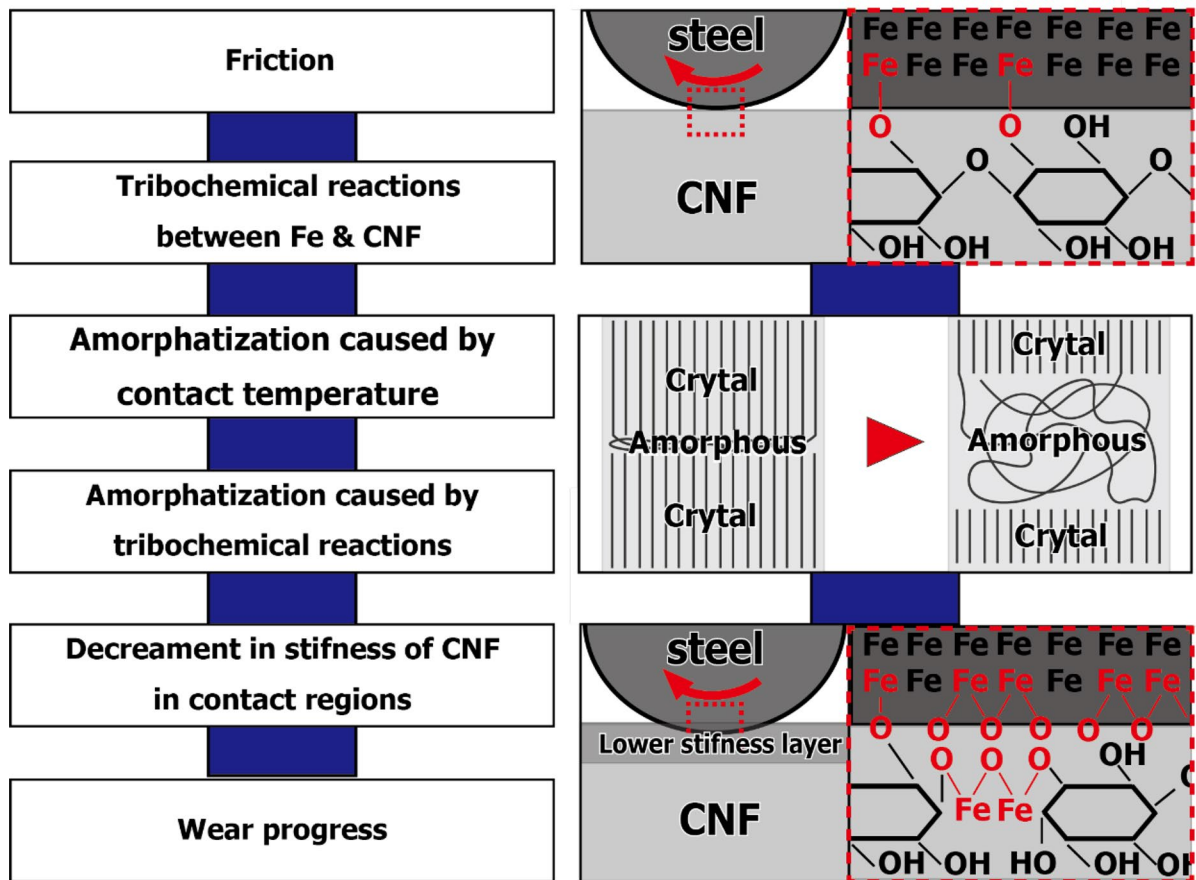 Friction
Tribochemical reactions
between Fe & CNF
Amorphatization caused by
contact temperature
Amorphatization caused by
tribochemical reactions
Decreament in stifness of CNF
in contact regions
Wear progress
steel
CNF
Fe Fe Fe Fe Fe Fe Fe
Fe Fe Fe Fe Fe Fe Fe
O O OH
O O
OH OH OH OH
Crytal
Amorphous
Crytal
Crytal
Amorphous
Crytal
steel
Lower stifness layer
CNF
Fe Fe Fe Fe Fe Fe Fe
Fe Fe Fe Fe Fe Fe Fe
O O O O O O
O O O OH
Fe Fe
OH OH HO OH OH